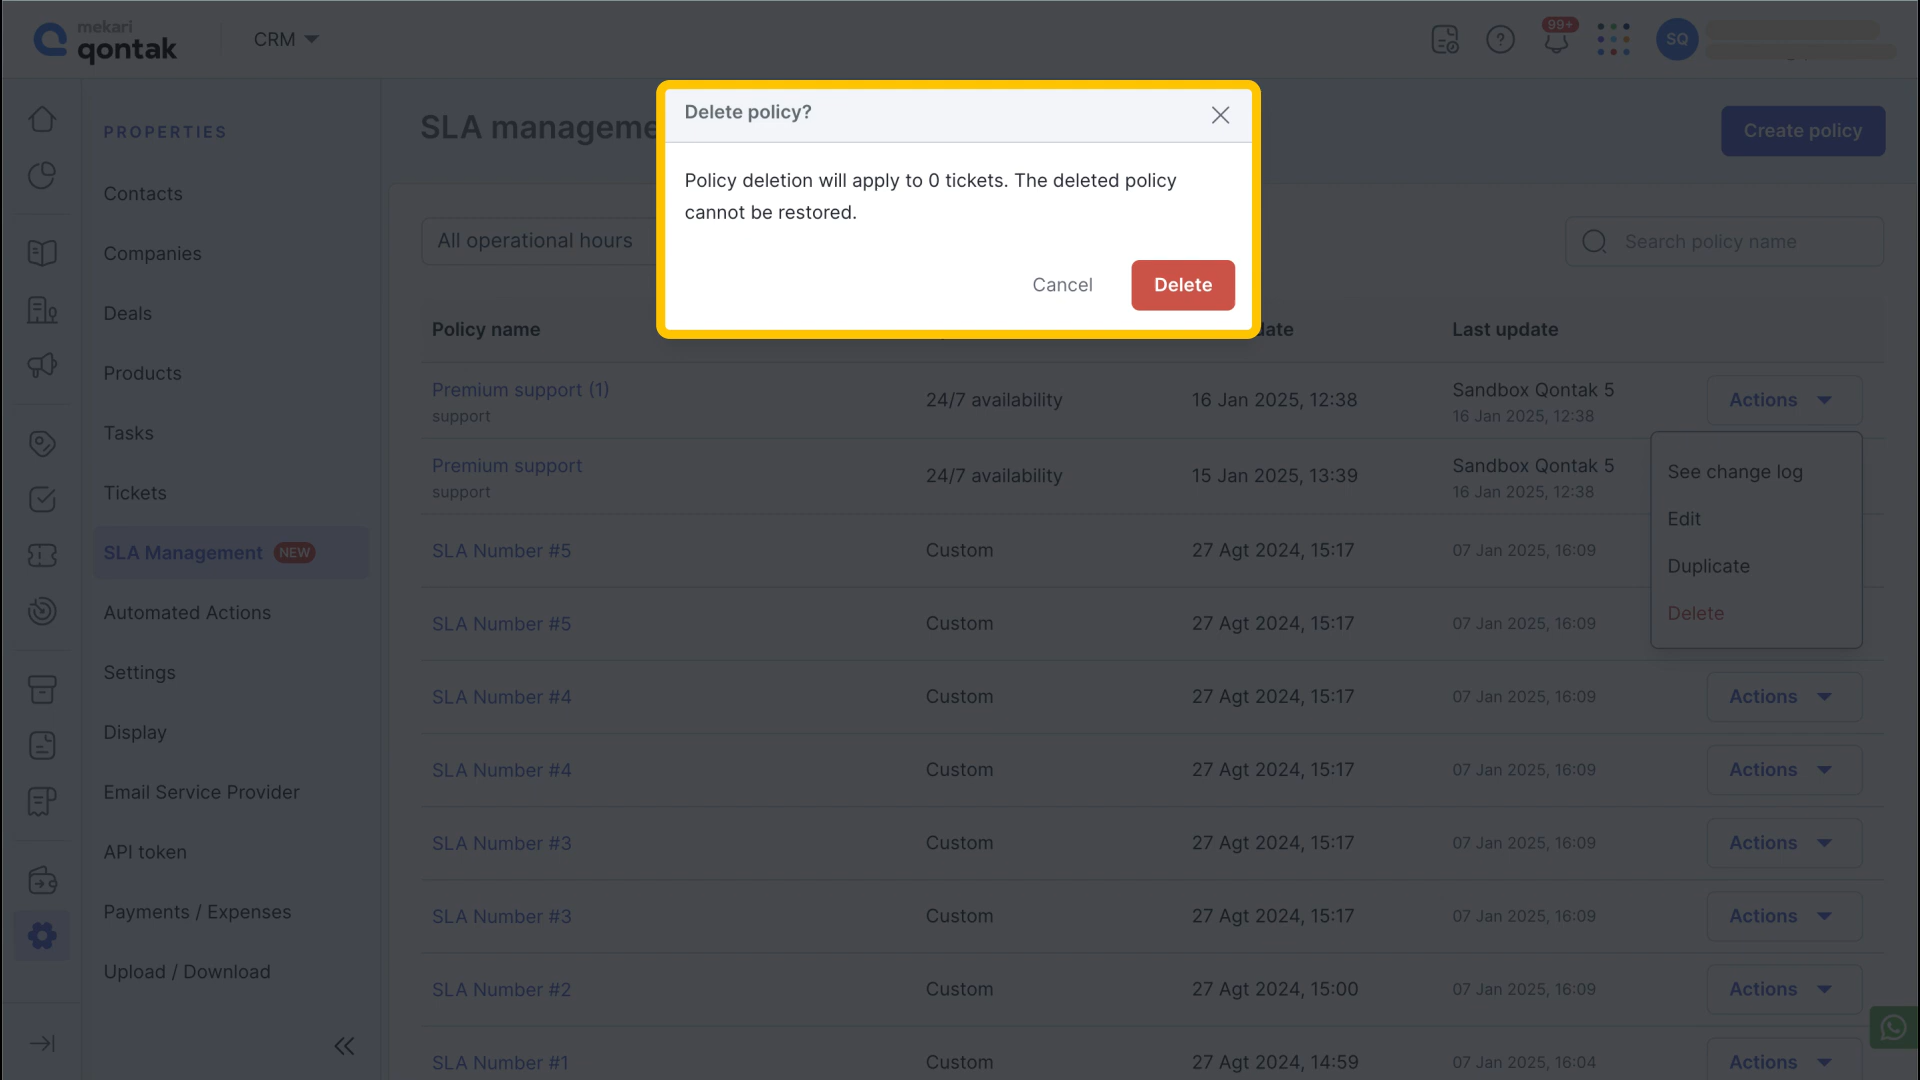 mekari
qontak
CRM
99+
SQ
PROPERTIES
Contacts
Companies
Deals
Products
Tasks
Tickets
SLA Management NEW
Automated Actions
Settings
Display
Email Service Provider
API token
Payments / Expenses
Upload / Download
SLA manageme
Create policy
All operational hours
Search policy name
Delete policy?
Policy deletion will apply to 0 tickets. The deleted policy
cannot be restored.
Cancel
Delete
Policy name
Last update
Premium support (1)
support
24/7 availability
16 Jan 2025, 12:38
Sandbox Qontak 5
16 Jan 2025, 12:38
Actions
Premium support
support
24/7 availability
15 Jan 2025, 13:39
Sandbox Qontak 5
16 Jan 2025, 12:38
See change log
Edit
Duplicate
Delete
SLA Number #5
Custom
27 Agt 2024, 15:17
07 Jan 2025, 16:09
SLA Number #5
Custom
27 Agt 2024, 15:17
07 Jan 2025, 16:09
SLA Number #4
Custom
27 Agt 2024, 15:17
07 Jan 2025, 16:09
Actions
SLA Number #4
Custom
27 Agt 2024, 15:17
07 Jan 2025, 16:09
Actions
SLA Number #3
Custom
27 Agt 2024, 15:17
07 Jan 2025, 16:09
Actions
SLA Number #3
Custom
27 Agt 2024, 15:17
07 Jan 2025, 16:09
Actions
SLA Number #2
Custom
27 Agt 2024, 15:00
07 Jan 2025, 16:09
Actions
SLA Number #1
Custom
27 Agt 2024, 14:59
07 Jan 2025, 16:04
Actions